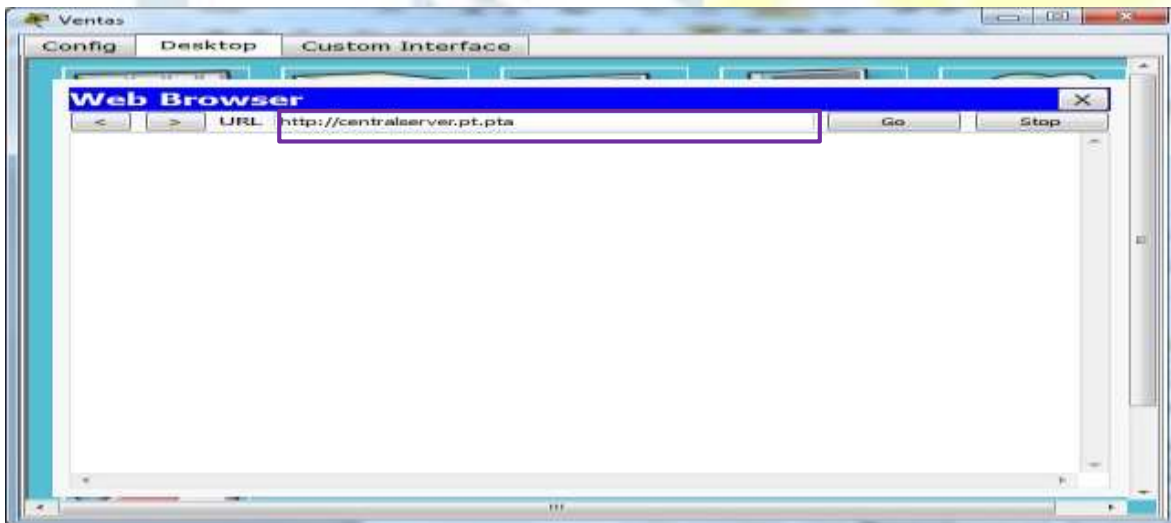 Ventas
Config Desktop Custom Interface
Web Browser
< > URL http://centralserver.pt.pta Go Stop